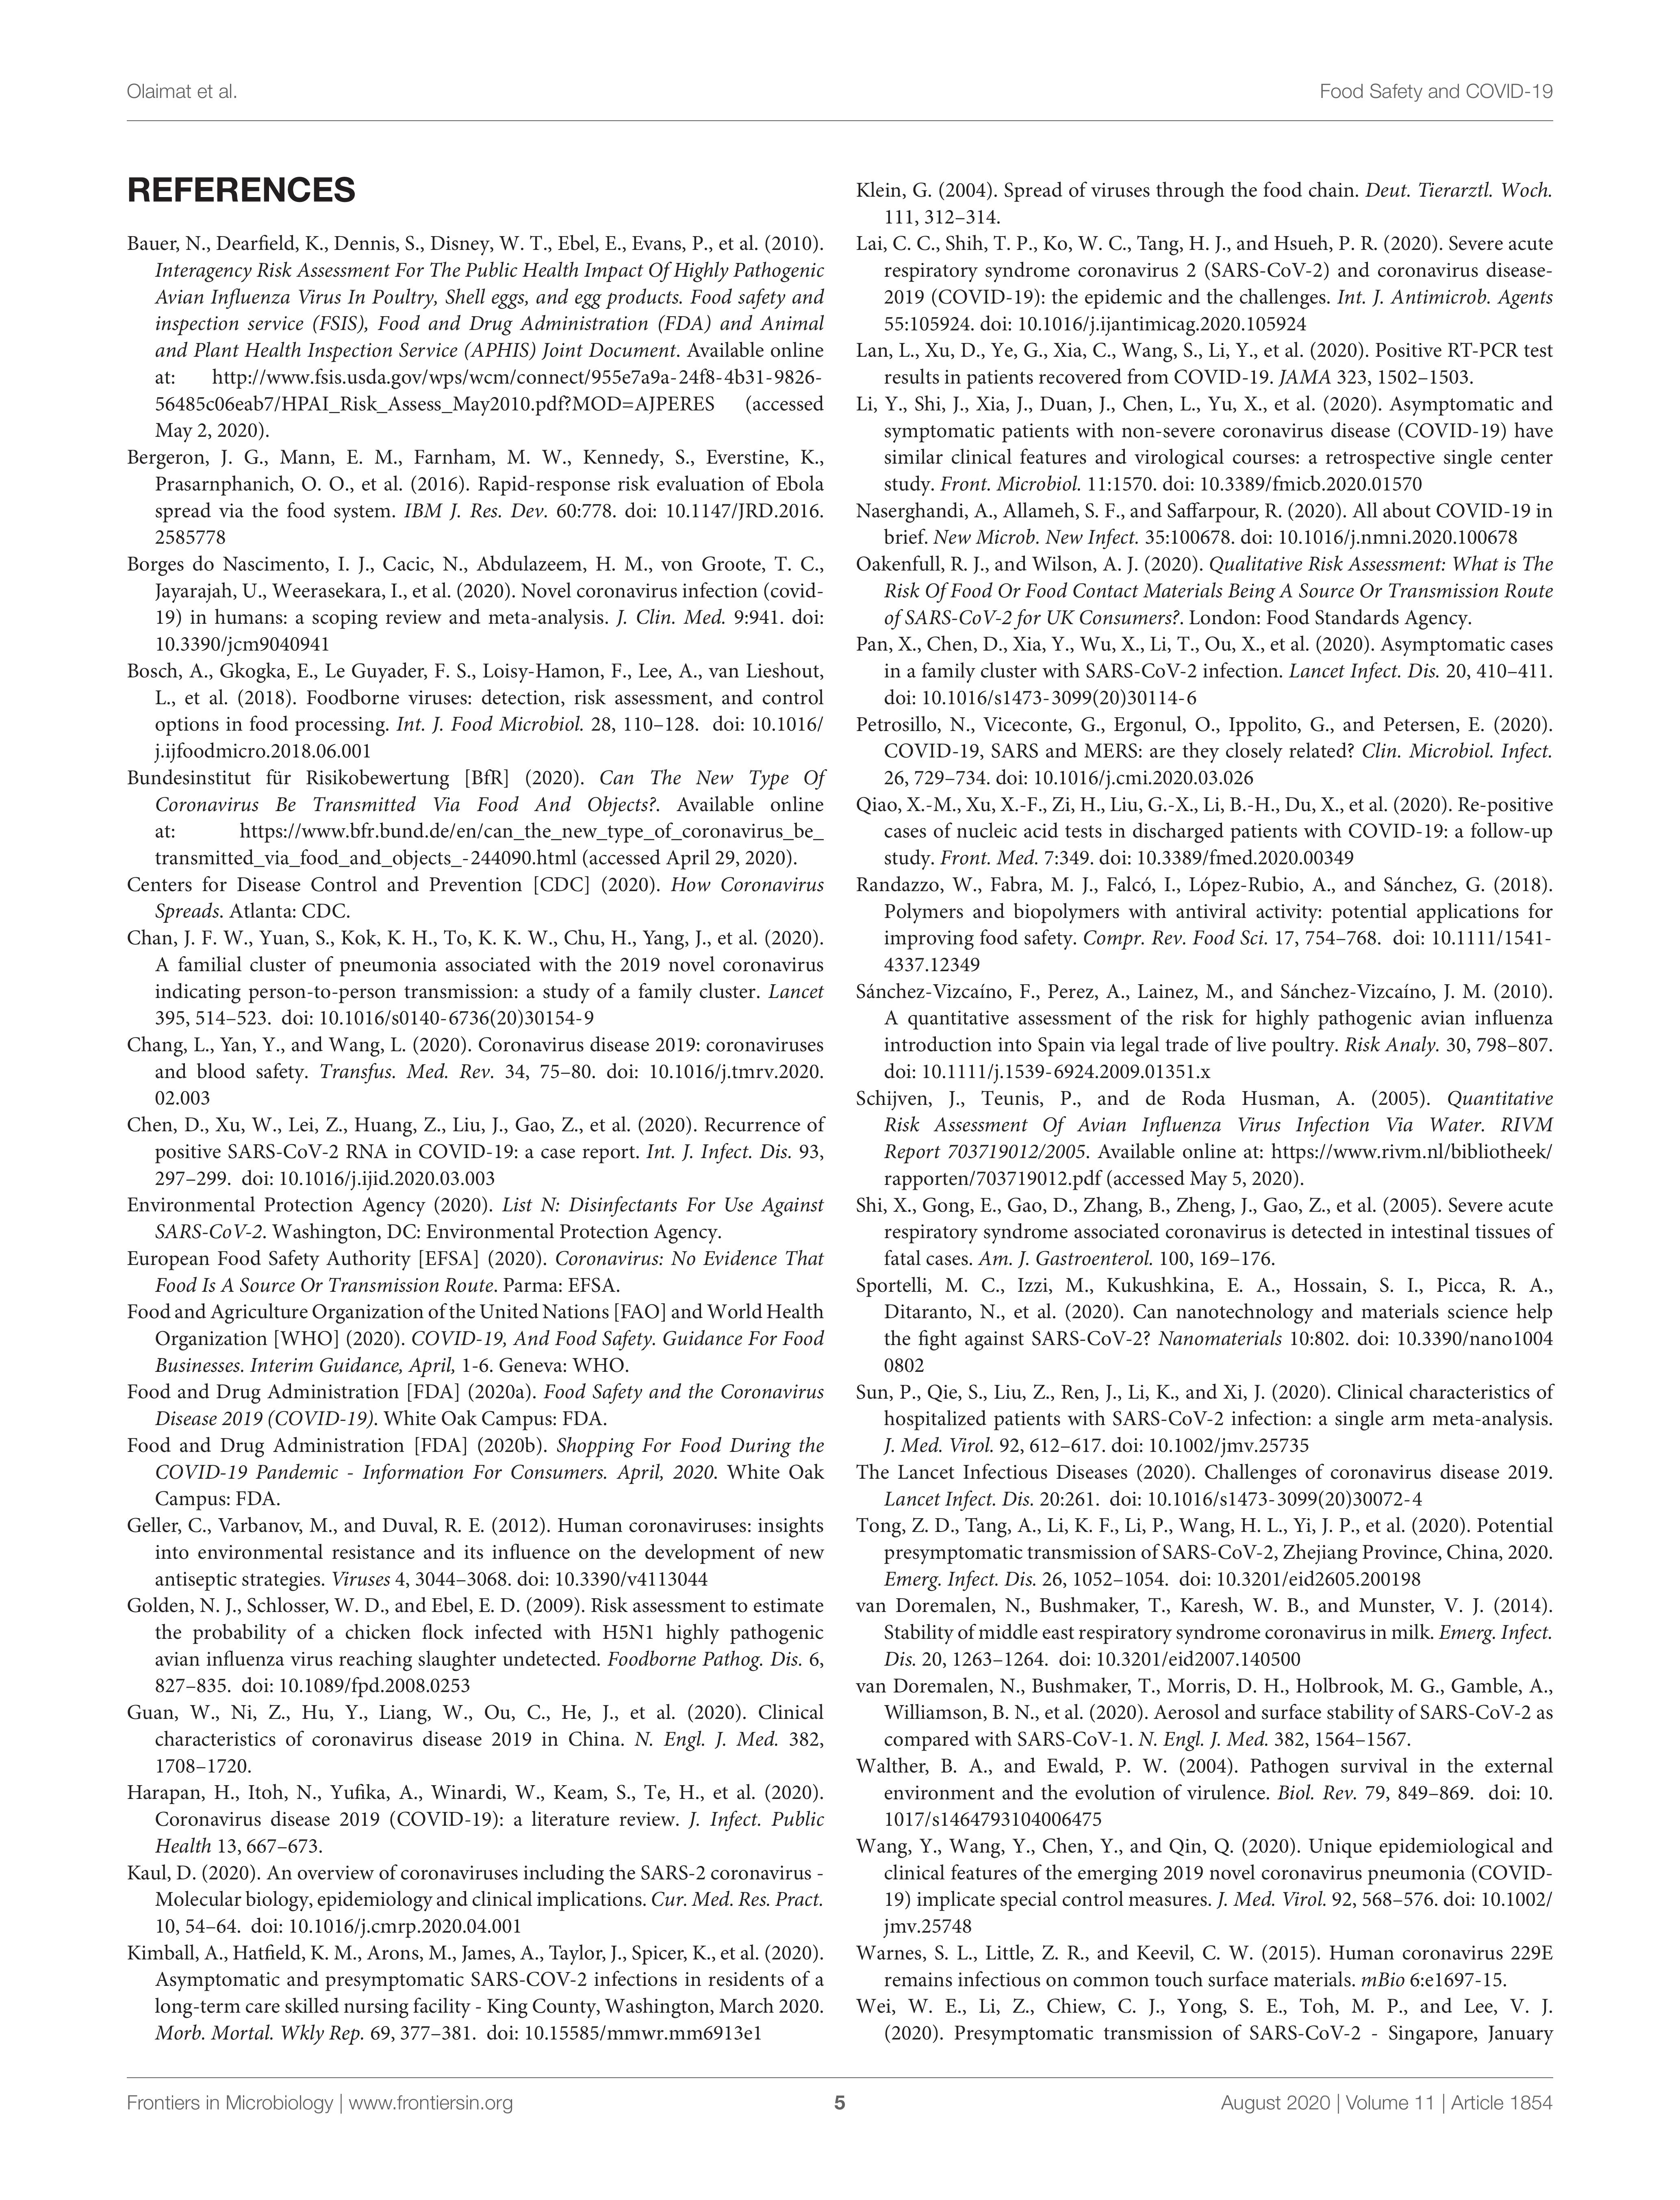 Olaimat et al.
Food Safety and COVID-19
REFERENCES
Bauer, N., Dearfield, K., Dennis, S., Disney, W. T., Ebel, E., Evans, P., et al. (2010).
Interagency Risk Assessment For The Public Health Impact Of Highly Pathogenic
Avian Influenza Virus In Poultry, Shell eggs, and egg products. Food safety and
inspection service (FSIS), Food and Drug Administration (FDA) and Animal
and Plant Health Inspection Service (APHIS) Joint Document. Available online
at: http://www.fsis.usda.gov/wps/wcm/connect/955e7a9a-24f8-4b31-9826-
56485c06eab7/HPAI_Risk_Assess_May2010.pdf?MOD=AJPERES (accessed
May 2, 2020).
Bergeron, J. G., Mann, E. M., Farnham, M. W., Kennedy, S., Everstine, K.,
Prasarnphanich, O. O., et al. (2016). Rapid-response risk evaluation of Ebola
spread via the food system. IBM J. Res. Dev. 60:778. doi: 10.1147/JRD.2016.
2585778
Borges do Nascimento, I. J., Cacic, N., Abdulazeem, H. M., von Groote, T. C.,
Jayarajah, U., Weerasekara, I., et al. (2020). Novel coronavirus infection (covid-
19) in humans: a scoping review and meta-analysis. J. Clin. Med. 9:941. doi:
10.3390/jcm9040941
Bosch, A., Gkogka, E., Le Guyader, F. S., Loisy-Hamon, F., Lee, A., van Lieshout,
L., et al. (2018). Foodborne viruses: detection, risk assessment, and control
options in food processing. Int. J. Food Microbiol. 28, 110–128. doi: 10.1016/
j.ijfoodmicro.2018.06.001
Bundesinstitut für Risikobewertung [BfR] (2020). Can The New Type Of
Coronavirus Be Transmitted Via Food And Objects?. Available online
at: https://www.bfr.bund.de/en/can_the_new_type_of_coronavirus_be_
transmitted_via_food_and_objects_-244090.html (accessed April 29, 2020).
Centers for Disease Control and Prevention [CDC] (2020). How Coronavirus
Spreads. Atlanta: CDC.
Chan, J. F. W., Yuan, S., Kok, K. H., To, K. K. W., Chu, H., Yang, J., et al. (2020).
A familial cluster of pneumonia associated with the 2019 novel coronavirus
indicating person-to-person transmission: a study of a family cluster. Lancet
395, 514–523. doi: 10.1016/s0140-6736(20)30154-9
Chang, L., Yan, Y., and Wang, L. (2020). Coronavirus disease 2019: coronaviruses
and blood safety. Transfus. Med. Rev. 34, 75–80. doi: 10.1016/j.tmrv.2020.
02.003
Chen, D., Xu, W., Lei, Z., Huang, Z., Liu, J., Gao, Z., et al. (2020). Recurrence of
positive SARS-CoV-2 RNA in COVID-19: a case report. Int. J. Infect. Dis. 93,
297–299. doi: 10.1016/j.ijid.2020.03.003
Environmental Protection Agency (2020). List N: Disinfectants For Use Against
SARS-CoV-2. Washington, DC: Environmental Protection Agency.
European Food Safety Authority [EFSA] (2020). Coronavirus: No Evidence That
Food Is A Source Or Transmission Route. Parma: EFSA.
Food and Agriculture Organization of the United Nations [FAO] and World Health
Organization [WHO] (2020). COVID-19, And Food Safety. Guidance For Food
Businesses. Interim Guidance, April, 1-6. Geneva: WHO.
Food and Drug Administration [FDA] (2020a). Food Safety and the Coronavirus
Disease 2019 (COVID-19). White Oak Campus: FDA.
Food and Drug Administration [FDA] (2020b). Shopping For Food During the
COVID-19 Pandemic - Information For Consumers. April, 2020. White Oak
Campus: FDA.
Geller, C., Varbanov, M., and Duval, R. E. (2012). Human coronaviruses: insights
into environmental resistance and its influence on the development of new
antiseptic strategies. Viruses 4, 3044–3068. doi: 10.3390/v4113044
Golden, N. J., Schlosser, W. D., and Ebel, E. D. (2009). Risk assessment to estimate
the probability of a chicken flock infected with H5N1 highly pathogenic
avian influenza virus reaching slaughter undetected. Foodborne Pathog. Dis. 6,
827–835. doi: 10.1089/fpd.2008.0253
Guan, W., Ni, Z., Hu, Y., Liang, W., Ou, C., He, J., et al. (2020). Clinical
characteristics of coronavirus disease 2019 in China. N. Engl. J. Med. 382,
1708–1720.
Harapan, H., Itoh, N., Yufika, A., Winardi, W., Keam, S., Te, H., et al. (2020).
Coronavirus disease 2019 (COVID-19): a literature review. J. Infect. Public
Health 13, 667–673.
Kaul, D. (2020). An overview of coronaviruses including the SARS-2 coronavirus -
Molecular biology, epidemiology and clinical implications. Cur. Med. Res. Pract.
10, 54–64. doi: 10.1016/j.cmrp.2020.04.001
Kimball, A., Hatfield, K. M., Arons, M., James, A., Taylor, J., Spicer, K., et al. (2020).
Asymptomatic and presymptomatic SARS-COV-2 infections in residents of a
long-term care skilled nursing facility - King County, Washington, March 2020.
Morb. Mortal. Wkly Rep. 69, 377–381. doi: 10.15585/mmwr.mm6913e1
Klein, G. (2004). Spread of viruses through the food chain. Deut. Tierarztl. Woch.
111, 312–314.
Lai, C. C., Shih, T. P., Ko, W. C., Tang, H. J., and Hsueh, P. R. (2020). Severe acute
respiratory syndrome coronavirus 2 (SARS-CoV-2) and coronavirus disease-
2019 (COVID-19): the epidemic and the challenges. Int. J. Antimicrob. Agents
55:105924. doi: 10.1016/j.ijantimicag.2020.105924
Lan, L., Xu, D., Ye, G., Xia, C., Wang, S., Li, Y., et al. (2020). Positive RT-PCR test
results in patients recovered from COVID-19. JAMA 323, 1502–1503.
Li, Y., Shi, J., Xia, J., Duan, J., Chen, L., Yu, X., et al. (2020). Asymptomatic and
symptomatic patients with non-severe coronavirus disease (COVID-19) have
similar clinical features and virological courses: a retrospective single center
study. Front. Microbiol. 11:1570. doi: 10.3389/fmicb.2020.01570
Naserghandi, A., Allameh, S. F., and Saffarpour, R. (2020). All about COVID-19 in
brief. New Microb. New Infect. 35:100678. doi: 10.1016/j.nmni.2020.100678
Oakenfull, R. J., and Wilson, A. J. (2020). Qualitative Risk Assessment: What is The
Risk Of Food Or Food Contact Materials Being A Source Or Transmission Route
of SARS-CoV-2 for UK Consumers?. London: Food Standards Agency.
Pan, X., Chen, D., Xia, Y., Wu, X., Li, T., Ou, X., et al. (2020). Asymptomatic cases
in a family cluster with SARS-CoV-2 infection. Lancet Infect. Dis. 20, 410–411.
doi: 10.1016/s1473-3099(20)30114-6
Petrosillo, N., Viceconte, G., Ergonul, O., Ippolito, G., and Petersen, E. (2020).
COVID-19, SARS and MERS: are they closely related? Clin. Microbiol. Infect.
26, 729–734. doi: 10.1016/j.cmi.2020.03.026
Qiao, X.-M., Xu, X.-F., Zi, H., Liu, G.-X., Li, B.-H., Du, X., et al. (2020). Re-positive
cases of nucleic acid tests in discharged patients with COVID-19: a follow-up
study. Front. Med. 7:349. doi: 10.3389/fmed.2020.00349
Randazzo, W., Fabra, M. J., Falcó, I., López-Rubio, A., and Sánchez, G. (2018).
Polymers and biopolymers with antiviral activity: potential applications for
improving food safety. Compr. Rev. Food Sci. 17, 754–768. doi: 10.1111/1541-
4337.12349
Sánchez-Vizcaíno, F., Perez, A., Lainez, M., and Sánchez-Vizcaíno, J. M. (2010).
A quantitative assessment of the risk for highly pathogenic avian influenza
introduction into Spain via legal trade of live poultry. Risk Analy. 30, 798–807.
doi: 10.1111/j.1539-6924.2009.01351.x
Schijven, J., Teunis, P., and de Roda Husman, A. (2005). Quantitative
Risk Assessment Of Avian Influenza Virus Infection Via Water. RIVM
Report 703719012/2005. Available online at: https://www.rivm.nl/bibliotheek/
rapporten/703719012.pdf (accessed May 5, 2020).
Shi, X., Gong, E., Gao, D., Zhang, B., Zheng, J., Gao, Z., et al. (2005). Severe acute
respiratory syndrome associated coronavirus is detected in intestinal tissues of
fatal cases. Am. J. Gastroenterol. 100, 169–176.
Sportelli, M. C., Izzi, M., Kukushkina, E. A., Hossain, S. I., Picca, R. A.,
Ditaranto, N., et al. (2020). Can nanotechnology and materials science help
the fight against SARS-CoV-2? Nanomaterials 10:802. doi: 10.3390/nano1004
0802
Sun, P., Qie, S., Liu, Z., Ren, J., Li, K., and Xi, J. (2020). Clinical characteristics of
hospitalized patients with SARS-CoV-2 infection: a single arm meta-analysis.
J. Med. Virol. 92, 612–617. doi: 10.1002/jmv.25735
The Lancet Infectious Diseases (2020). Challenges of coronavirus disease 2019.
Lancet Infect. Dis. 20:261. doi: 10.1016/s1473-3099(20)30072-4
Tong, Z. D., Tang, A., Li, K. F., Li, P., Wang, H. L., Yi, J. P., et al. (2020). Potential
presymptomatic transmission of SARS-CoV-2, Zhejiang Province, China, 2020.
Emerg. Infect. Dis. 26, 1052–1054. doi: 10.3201/eid2605.200198
van Doremalen, N., Bushmaker, T., Karesh, W. B., and Munster, V. J. (2014).
Stability of middle east respiratory syndrome coronavirus in milk. Emerg. Infect.
Dis. 20, 1263–1264. doi: 10.3201/eid2007.140500
van Doremalen, N., Bushmaker, T., Morris, D. H., Holbrook, M. G., Gamble, A.,
Williamson, B. N., et al. (2020). Aerosol and surface stability of SARS-CoV-2 as
compared with SARS-CoV-1. N. Engl. J. Med. 382, 1564–1567.
Walther, B. A., and Ewald, P. W. (2004). Pathogen survival in the external
environment and the evolution of virulence. Biol. Rev. 79, 849–869. doi: 10.
1017/s1464793104006475
Wang, Y., Wang, Y., Chen, Y., and Qin, Q. (2020). Unique epidemiological and
clinical features of the emerging 2019 novel coronavirus pneumonia (COVID-
19) implicate special control measures. J. Med. Virol. 92, 568–576. doi: 10.1002/
jmv.25748
Warnes, S. L., Little, Z. R., and Keevil, C. W. (2015). Human coronavirus 229E
remains infectious on common touch surface materials. mBio 6:e1697-15.
Wei, W. E., Li, Z., Chiew, C. J., Yong, S. E., Toh, M. P., and Lee, V. J.
(2020). Presymptomatic transmission of SARS-CoV-2 - Singapore, January
Frontiers in Microbiology | www.frontiersin.org
5
August 2020 | Volume 11 | Article 1854